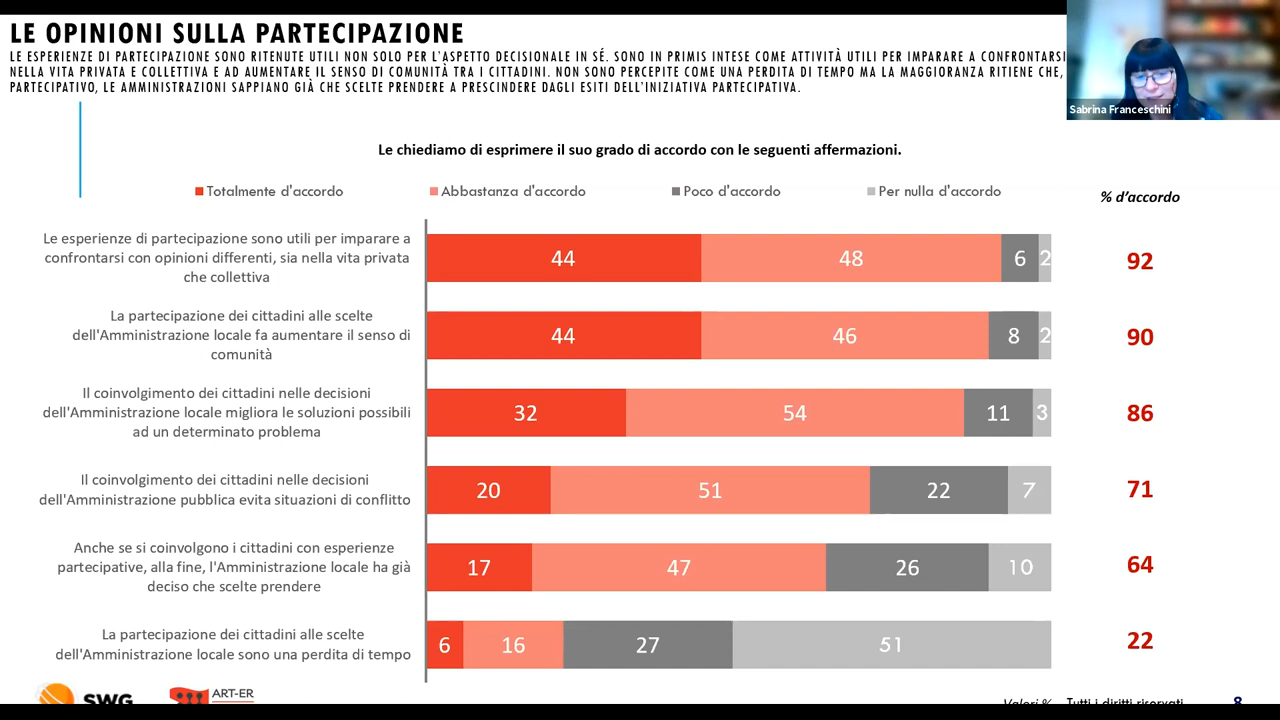 LE OPINIONI SULLA PARTECIPAZIONE
LE ESPERIENZE DI PARTECIPAZIONE SONO RITENUTE UTILI NON SOLO PER L'ASPETTO DECISIONALE IN SÉ. SONO IN PRIMIS INTESE COME ATTIVITÀ UTILI PER IMPARARE A CONFRONTARSI
NELLA VITA PRIVATA E COLLETTIVA E AD AUMENTARE IL SENSO DI COMUNITÀ TRA I CITTADINI. NON SONO PERCEPITE COME UNA PERDITA DI TEMPO MA LA MAGGIORANZA RITIENE CHE,
PARTECIPATIVO, LE AMMINISTRAZIONI SAPPIANO GIÀ CHE SCELTE PRENDERE A PRESCINDERE DAGLI ESITI DELL'INIZIATIVA PARTECIPATIVA.
Sabrina Franceschini
Le chiediamo di esprimere il suo grado di accordo con le seguenti affermazioni.
Totalmente d'accordo Abbastanza d'accordo Poco d'accordo Per nulla d'accordo
% d'accordo
Le esperienze di partecipazione sono utili per imparare a
confrontarsi con opinioni differenti, sia nella vita privata
che collettiva
44 48 6 2 92
La partecipazione dei cittadini alle scelte
dell'Amministrazione locale fa aumentare il senso di
comunità
44 46 8 2 90
Il coinvolgimento dei cittadini nelle decisioni
dell'Amministrazione locale migliora le soluzioni possibili
ad un determinato problema
32 54 11 3 86
Il coinvolgimento dei cittadini nelle decisioni
dell'Amministrazione pubblica evita situazioni di conflitto
20 51 22 7 71
Anche se si coinvolgono i cittadini con esperienze
partecipative, alla fine, l'Amministrazione locale ha già
deciso che scelte prendere
17 47 26 10 64
La partecipazione dei cittadini alle scelte
dell'Amministrazione locale sono una perdita di tempo
6 16 27 51 22
SWG ART-ER Valori % Tutti i diritti riservati 8